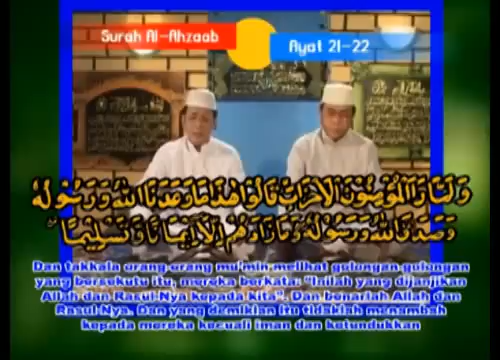 Surah Al-Ahzaab
Ayat 21-22
وَلَمَّا رَأَى الْمُؤْمِنُونَ الْأَحْزَابَ قَالُوا هَٰذَا مَا وَعَدَنَا اللَّهُ وَرَسُولُهُ
وَصَدَقَ اللَّهُ وَرَسُولُهُ وَمَا زَادَهُمْ إِلَّا إِيمَانًا وَتَسْلِيمًا
Dan takkala orang-orang mu'min melihat golongan-golongan
yang bersekutu itu, mereka berkata: "Inilah yang dijanjikan
Allah dan Rasul-Nya kepada kita". Dan benarlah Allah dan
Rasul-Nya. Dan yang demikian itu tidaklah menambah
kepada mereka kecuali iman dan ketundukkan